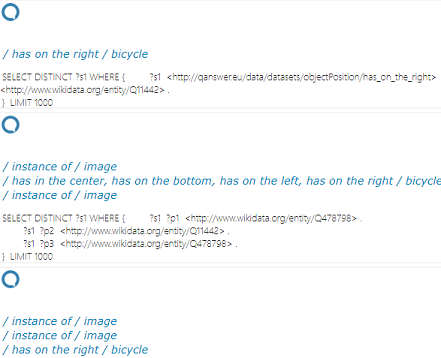 / has on the right / bicycle
SELECT DISTINCT ?s1 WHERE { ?s1 <http://qanswer.eu/data/datasets/objectPosition/has_on_the_right>
<http://www.wikidata.org/entity/Q11442> .
} LIMIT 1000
/ instance of / image
/ has in the center, has on the bottom, has on the left, has on the right / bicycle
/ instance of / image
SELECT DISTINCT ?s1 WHERE { ?s1 ?p1 <http://www.wikidata.org/entity/Q478798> .
?s1 ?p2 <http://www.wikidata.org/entity/Q11442> .
?s1 ?p3 <http://www.wikidata.org/entity/Q478798> .
} LIMIT 1000
/ instance of / image
/ instance of / image
/ has on the right / bicycle